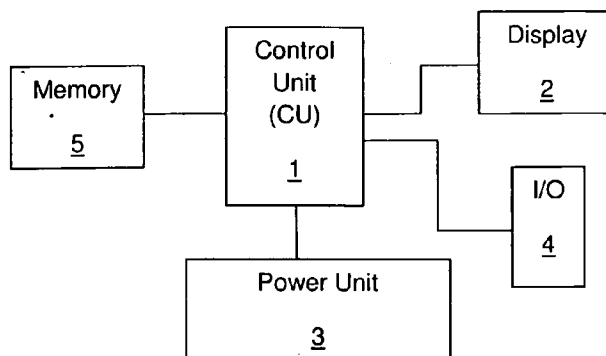 Memory
5
Control
Unit
(CU)
1
Display
2
I/O
4
Power Unit
3